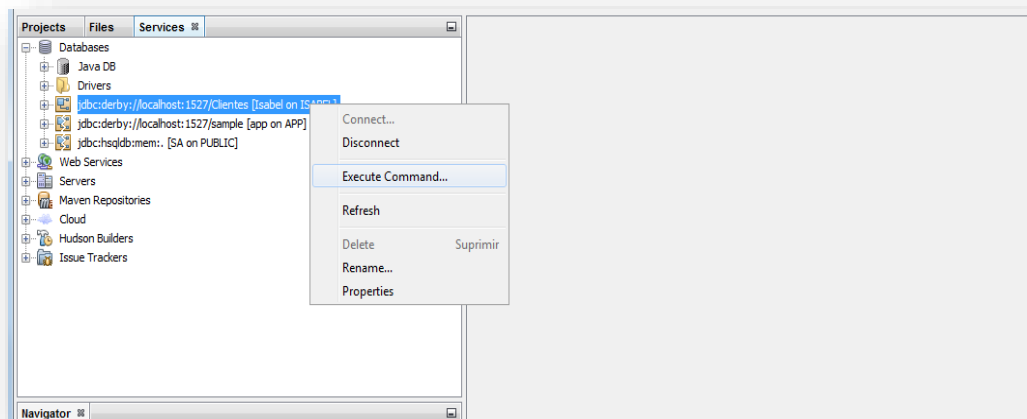 Projects Files Services
Databases
Java DB
Drivers
jdbc:derby://localhost:1527/Clientes [Isabel on ISABEL]
jdbc:derby://localhost:1527/sample [app on APP]
jdbc:hsqldb:mem:. [SA on PUBLIC]
Web Services
Servers
Maven Repositories
Cloud
Hudson Builders
Issue Trackers
Connect...
Disconnect
Execute Command...
Refresh
Delete Suprimir
Rename...
Properties
Navigator